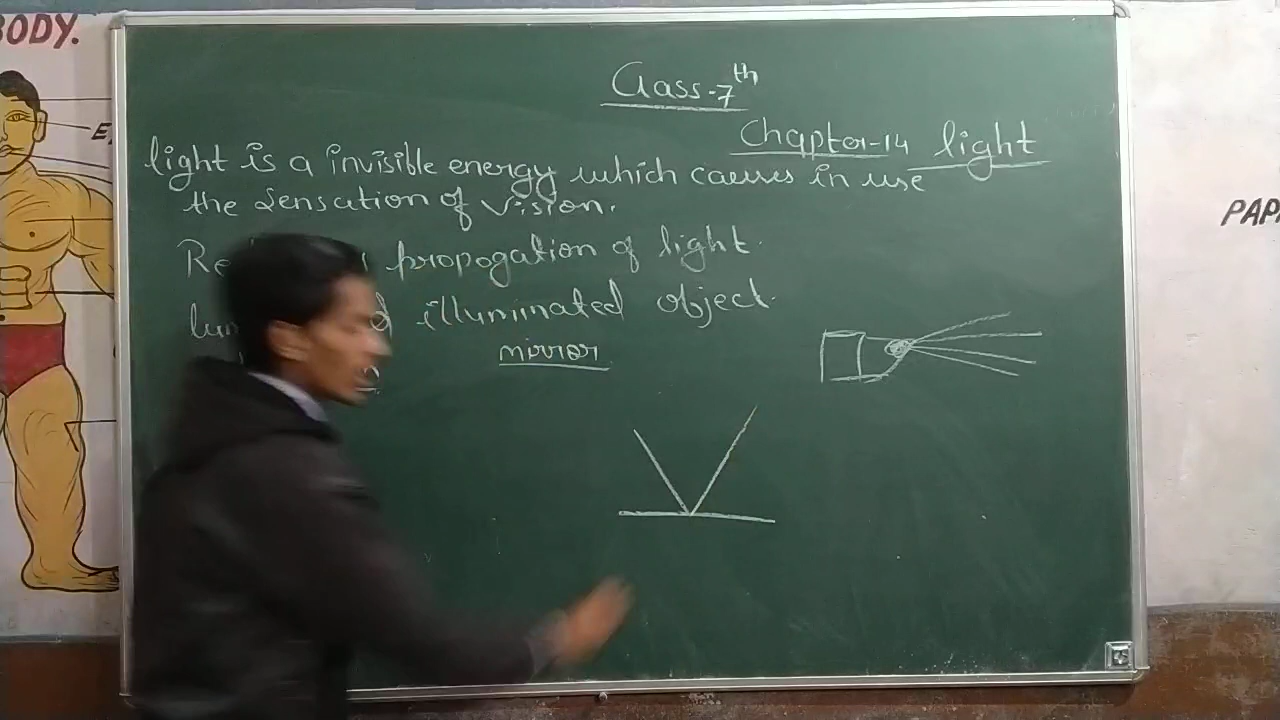 BODY.
Class-7th
Chapter-14 light
light is a invisible energy which causes in use
the sensation of vision.
propogation of light.
illuminated object.
mirror